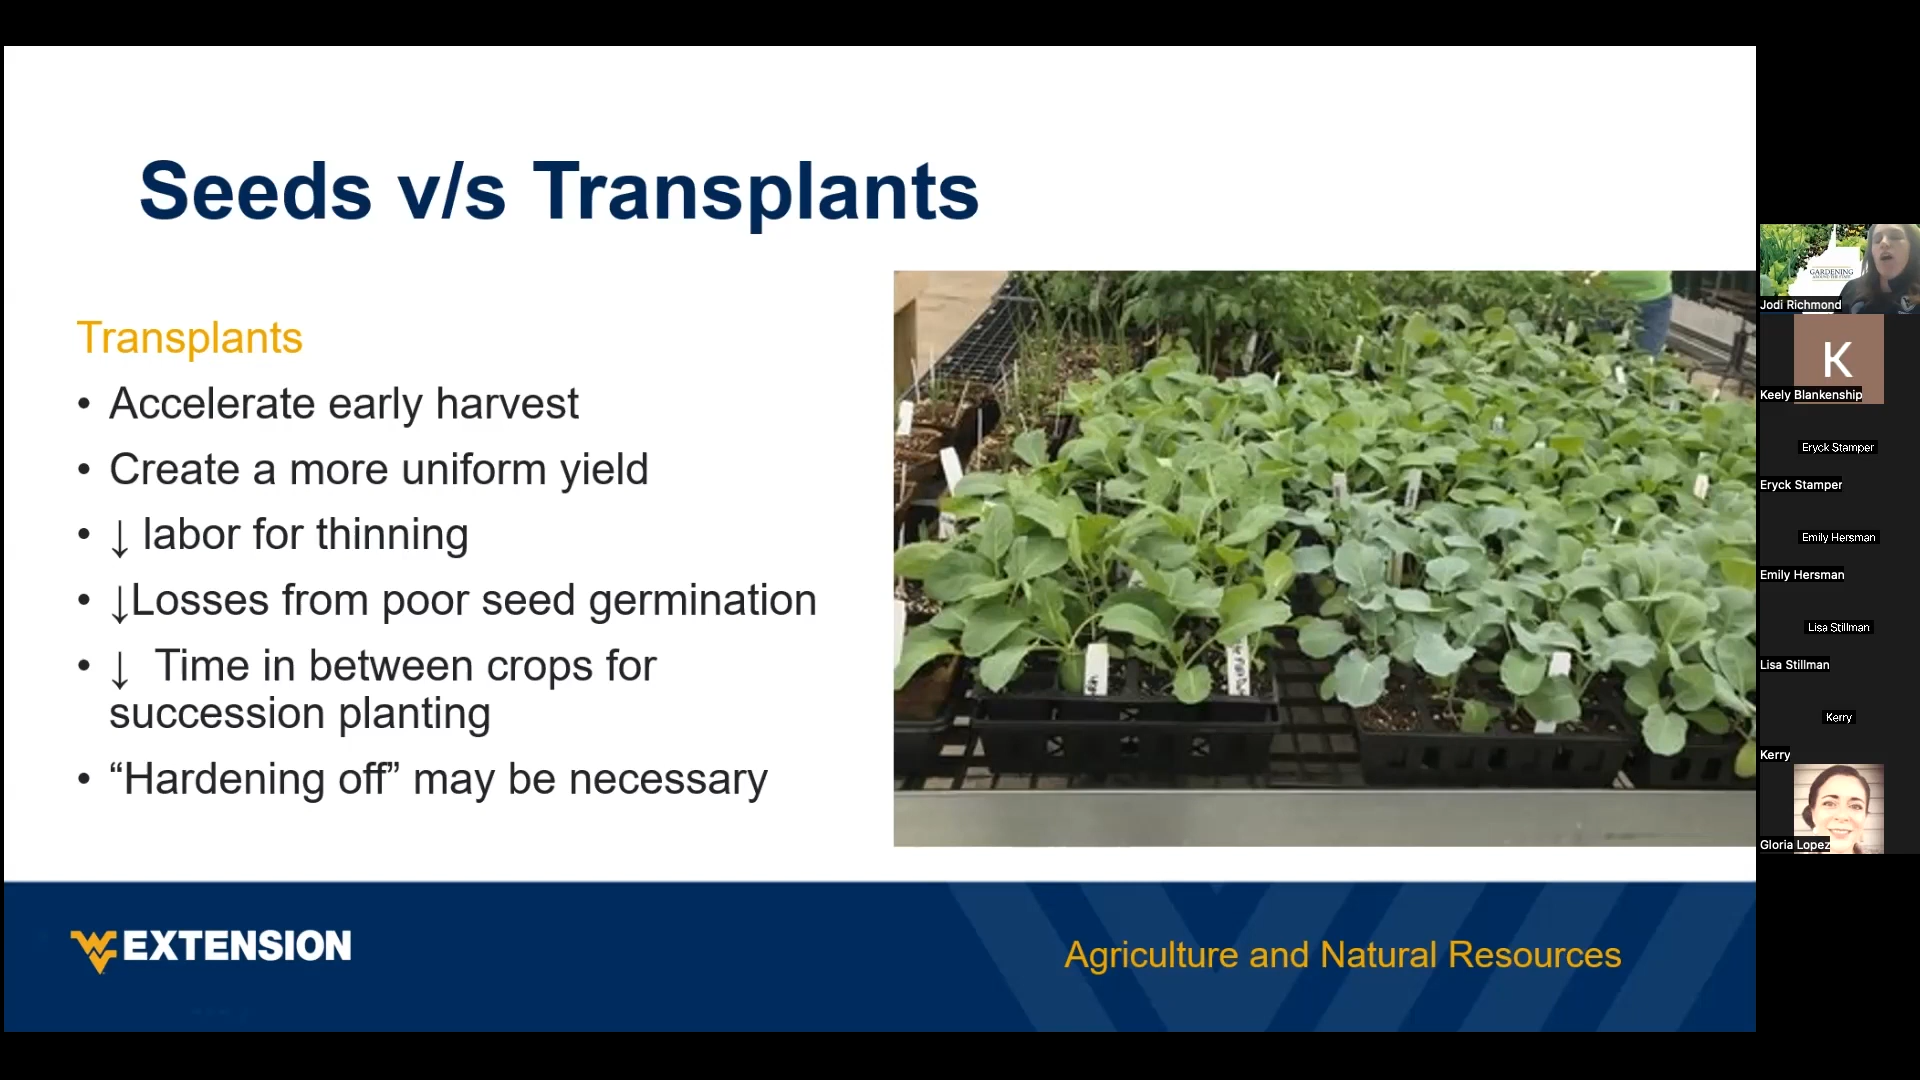 Seeds v/s Transplants
Transplants
• Accelerate early harvest
• Create a more uniform yield
• ↓ labor for thinning
• ↓Losses from poor seed germination
• ↓ Time in between crops for
succession planting
• “Hardening off” may be necessary
WV EXTENSION
Agriculture and Natural Resources
GARDENING
Jodi Richmond
K
Keely Blankenship
Eryck Stamper
Eryck Stamper
Emily Hersman
Emily Hersman
Lisa Stillman
Lisa Stillman
Kerry
Kerry
Gloria Lopez